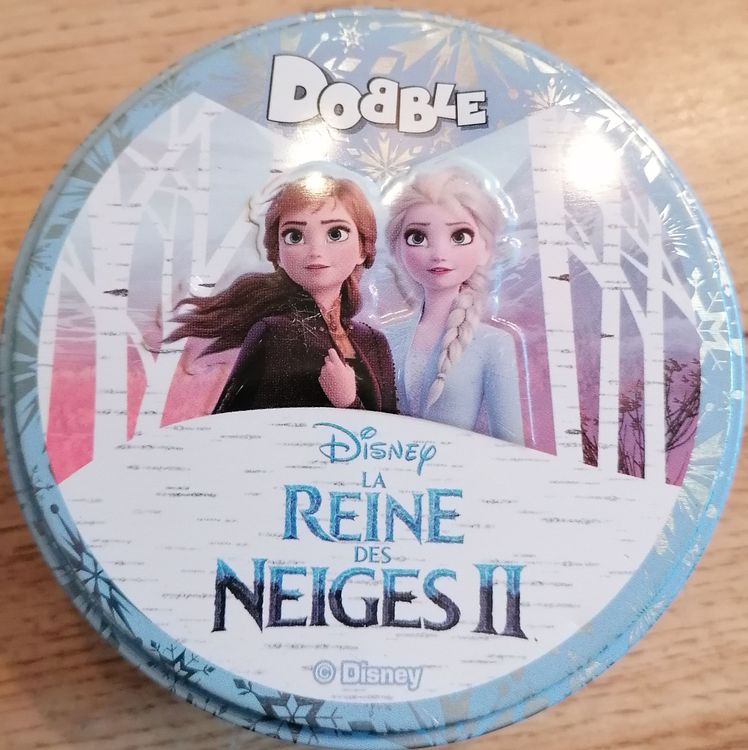 DOBBLE
Disney
LA
REINE
DES
NEIGES II
© Disney